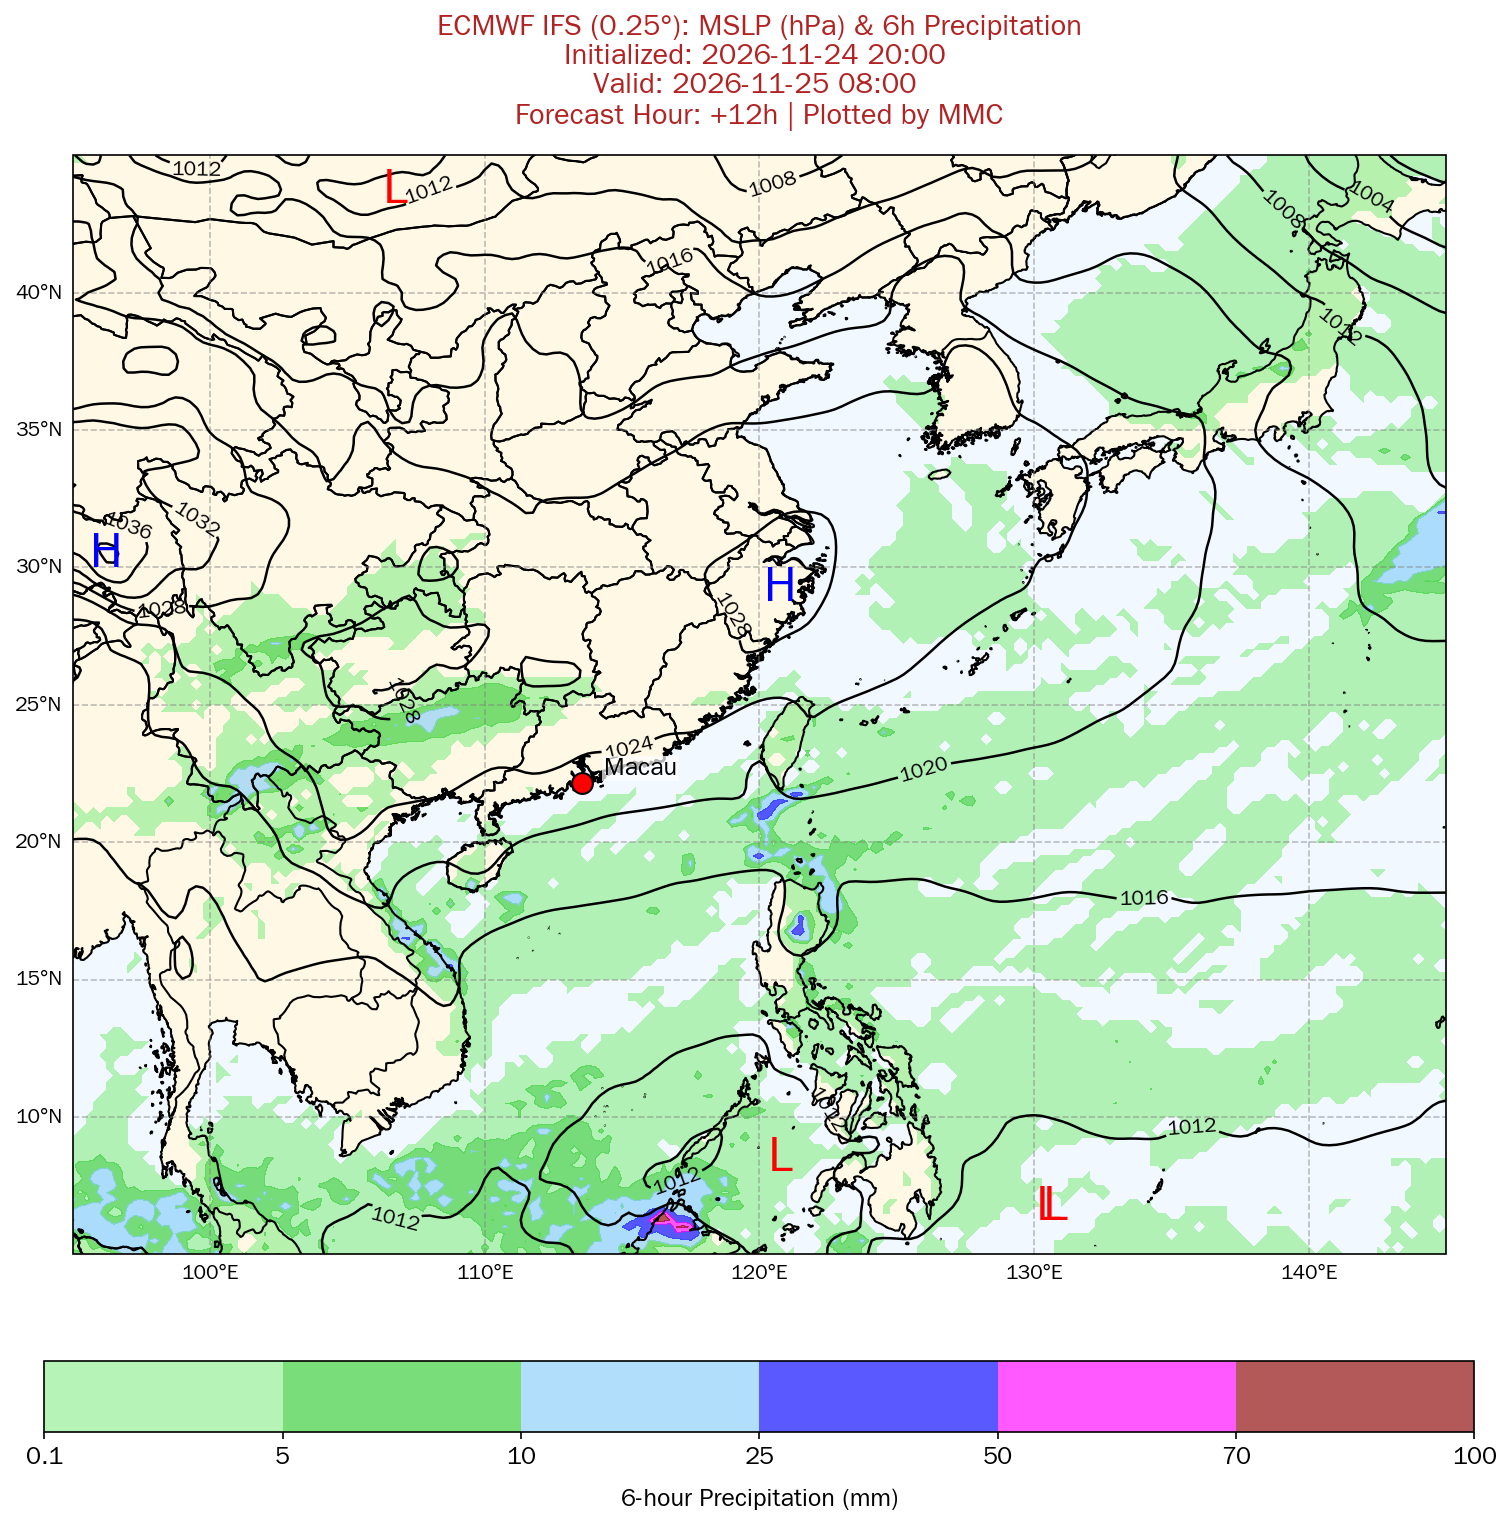 ECMWF IFS (0.25°): MSLP (hPa) & 6h Precipitation
Initialized: 2026-11-24 20:00
Valid: 2026-11-25 08:00
Forecast Hour: +12h | Plotted by MMC
1012
L
1012
1008
1004
1008
1016
40°N
1012
35°N
1032
1036
H
30°N
H
1028
1028
1028
25°N
1024
Macau
1020
20°N
1016
15°N
1012
10°N
1012
L
1012
L
L
1012
100°E
110°E
120°E
130°E
140°E
0.1
5
10
25
50
70
100
6-hour Precipitation (mm)